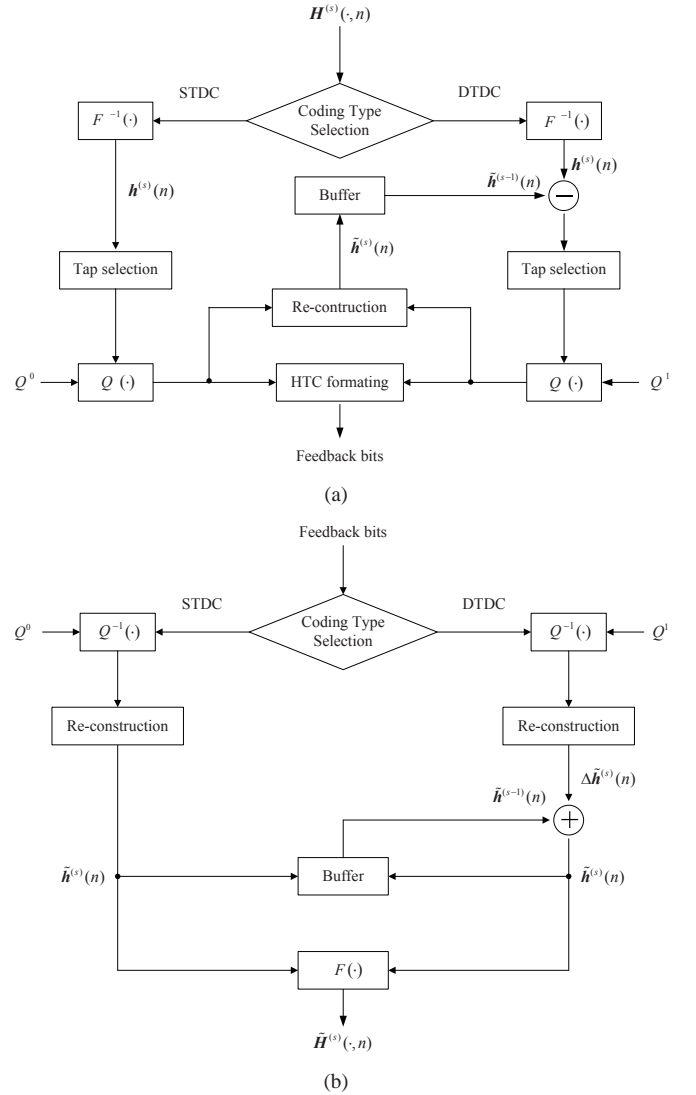 H^(s)(·,n)
STDC
DTDC
Coding Type
Selection
F^−1(·)
F^−1(·)
h^(s)(n)
h^(s)(n)
Buffer
h̃^(s−1)(n)
−
h̃^(s)(n)
Tap selection
Tap selection
Re-contruction
Q^0
Q(·)
HTC formating
Q(·)
Q^1
Feedback bits
(a)
Feedback bits
STDC
DTDC
Coding Type
Selection
Q^0
Q^−1(·)
Q^−1(·)
Q^1
Re-construction
Re-construction
Δh̃^(s)(n)
h̃^(s−1)(n)
+
h̃^(s)(n)
Buffer
h̃^(s)(n)
F(·)
H̃^(s)(·,n)
(b)